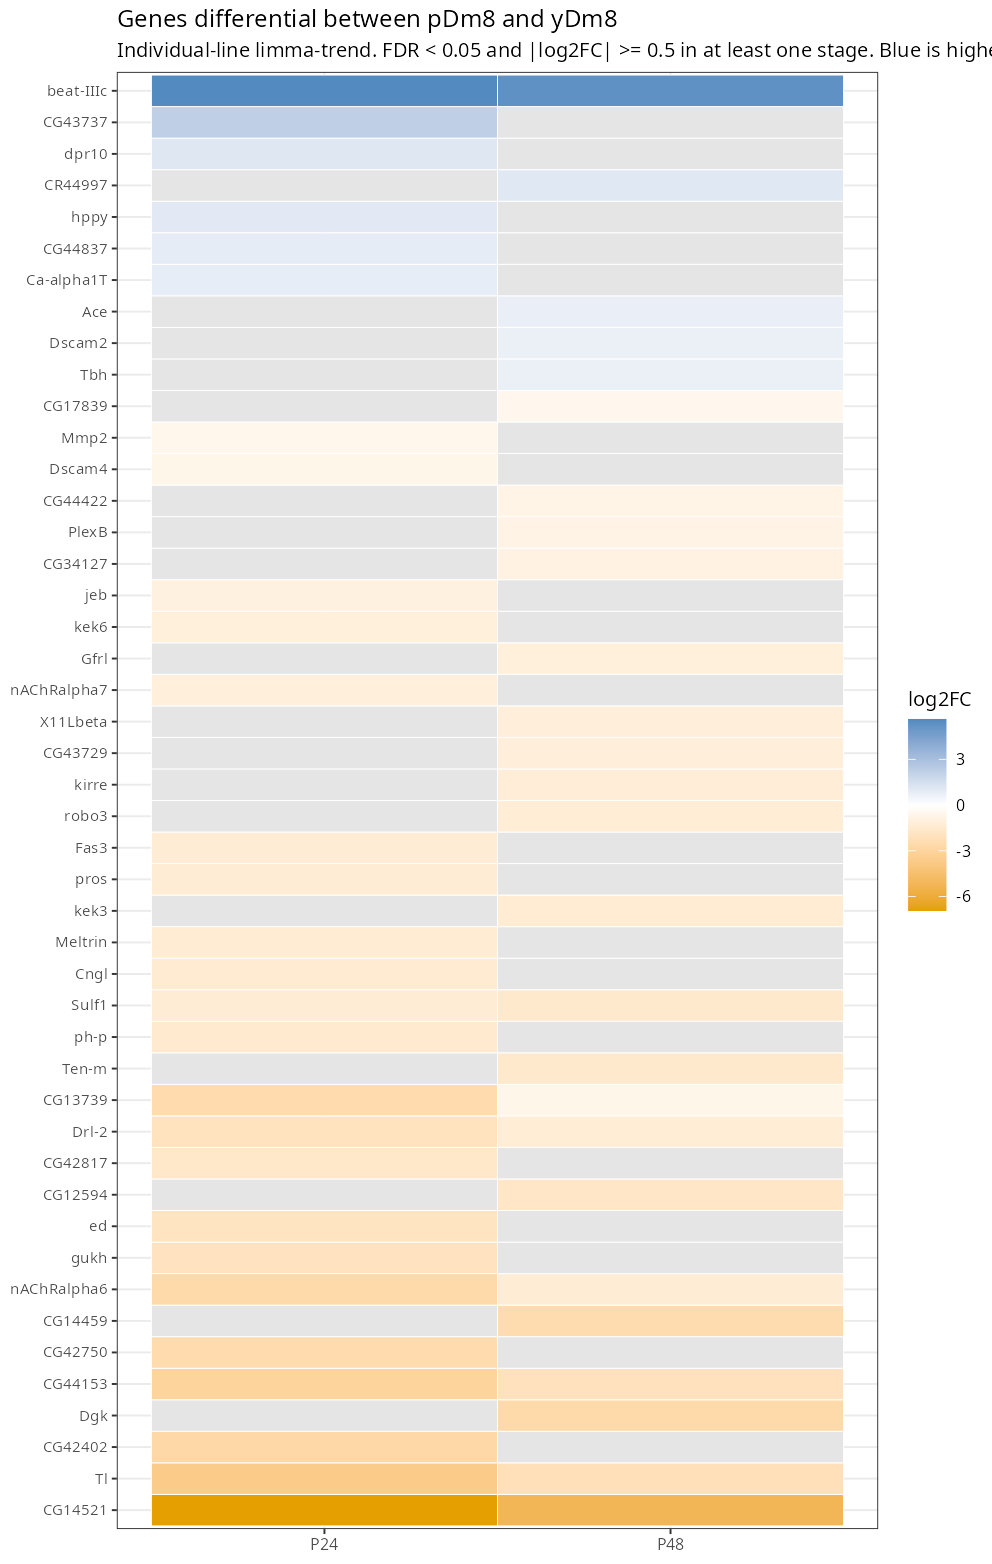 Genes differential between pDm8 and yDm8
Individual-line limma-trend. FDR < 0.05 and |log2FC| >= 0.5 in at least one stage. Blue is highe
beat-IIIc
CG43737
dpr10
CR44997
hppy
CG44837
Ca-alpha1T
Ace
Dscam2
Tbh
CG17839
Mmp2
Dscam4
CG44422
PlexB
CG34127
jeb
kek6
Gfrl
nAChRalpha7
X11Lbeta
CG43729
kirre
robo3
Fas3
pros
kek3
Meltrin
Cngl
Sulf1
ph-p
Ten-m
CG13739
Drl-2
CG42817
CG12594
ed
gukh
nAChRalpha6
CG14459
CG42750
CG44153
Dgk
CG42402
Tl
CG14521
P24 P48
log2FC
3
0
-3
-6